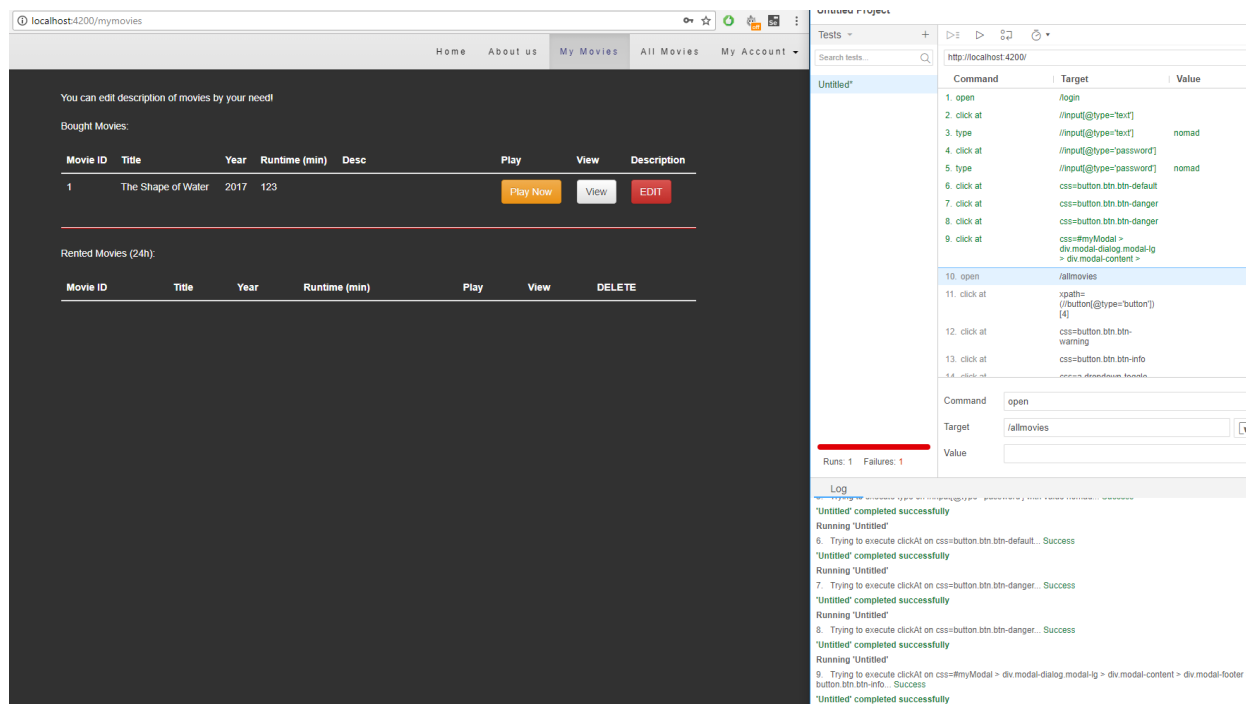 localhost:4200/mymovies
off
Se
Untitled Project
Home About us My Movies All Movies My Account
Tests
Search tests...
http://localhost:4200/
Untitled*
Command Target Value
You can edit description of movies by your need!
Bought Movies:
Movie ID Title Year Runtime (min) Desc Play View Description
1 The Shape of Water 2017 123 Play Now View EDIT
Rented Movies (24h):
Movie ID Title Year Runtime (min) Play View DELETE
1. open /login
2. click at //input[@type='text']
3. type //input[@type='text'] nomad
4. click at //input[@type='password']
5. type //input[@type='password'] nomad
6. click at css=button.btn.btn-default
7. click at css=button.btn.btn-danger
8. click at css=button.btn.btn-danger
9. click at css=#myModal >
div.modal-dialog.modal-lg
> div.modal-content >
10. open /allmovies
11. click at xpath=
(//button[@type='button'])
[4]
12. click at css=button.btn.btn-
warning
13. click at css=button.btn.btn-info
14. click at css=a.dropdown-toggle
Command open
Target /allmovies
Value
Runs: 1 Failures: 1
Log
'Untitled' completed successfully
Running 'Untitled'
6. Trying to execute clickAt on css=button.btn.btn-default... Success
'Untitled' completed successfully
Running 'Untitled'
7. Trying to execute clickAt on css=button.btn.btn-danger... Success
'Untitled' completed successfully
Running 'Untitled'
8. Trying to execute clickAt on css=button.btn.btn-danger... Success
'Untitled' completed successfully
Running 'Untitled'
9. Trying to execute clickAt on css=#myModal > div.modal-dialog.modal-lg > div.modal-content > div.modal-footer
button.btn.btn-info... Success
'Untitled' completed successfully